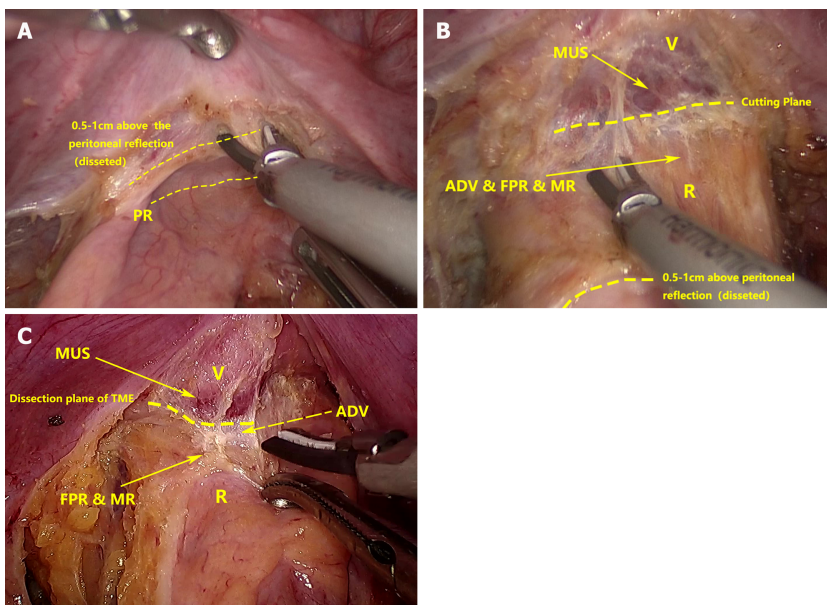 A
0.5-1cm above the
peritoneal reflection
(disseted)
PR
B
V
MUS
Cutting Plane
ADV & FPR & MR
R
0.5-1cm above peritoneal
reflection (disseted)
C
MUS
V
Dissection plane of TME
ADV
FPR & MR
R